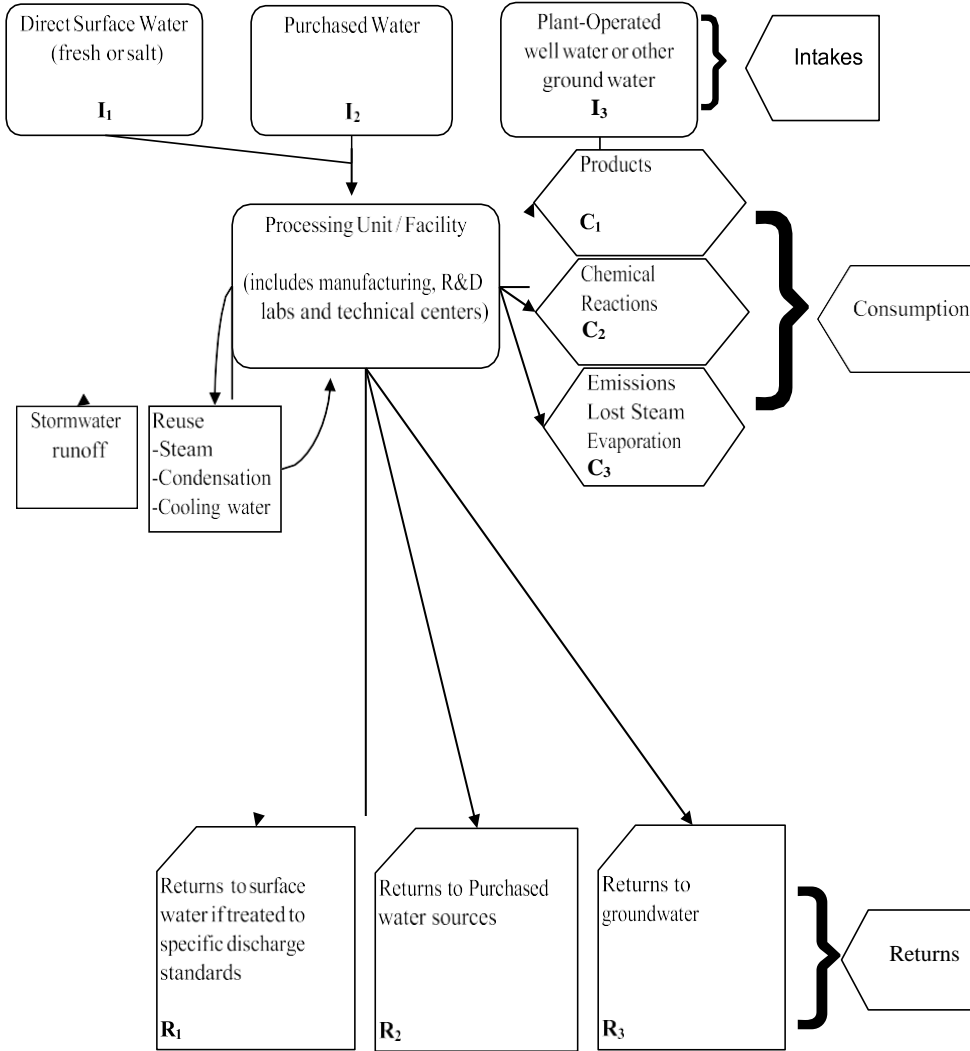 Direct Surface Water
(fresh or salt)
I1
Purchased Water
I2
Plant-Operated
well water or other
ground water
I3
Intakes
Products
C1
Processing Unit / Facility
(includes manufacturing, R&D
labs and technical centers)
Chemical
Reactions
C2
Consumption
Emissions
Lost Steam
Evaporation
C3
Stormwater
runoff
Reuse
-Steam
-Condensation
-Cooling water
Returns to surface
water if treated to
specific discharge
standards
R1
Returns to Purchased
water sources
R2
Returns to
groundwater
R3
Returns